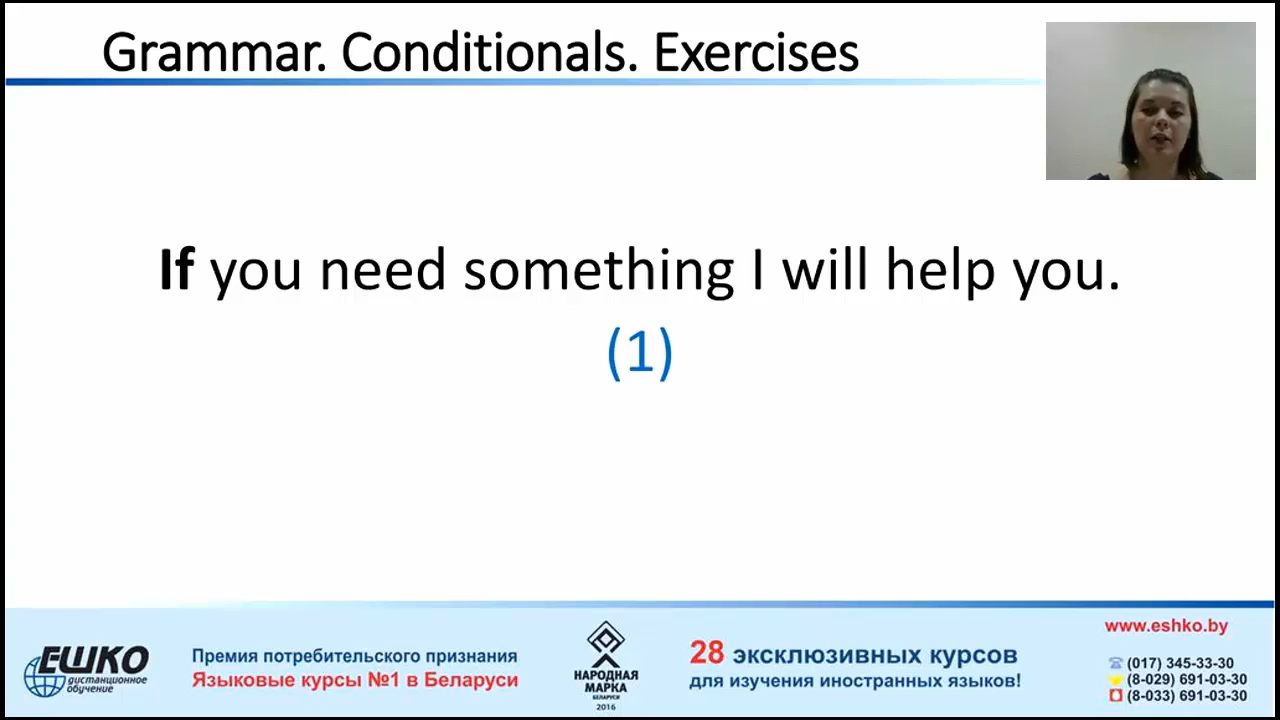 Grammar. Conditionals. Exercises
If you need something I will help you.
(1)
ЕШКО
дистанционное
обучение
Премия потребительского признания
Языковые курсы №1 в Беларуси
НАРОДНАЯ
МАРКА
БЕЛАРУСИ
2016
28 эксклюзивных курсов
для изучения иностранных языков!
www.eshko.by
(017) 345-33-30
(8-029) 691-03-30
(8-033) 691-03-30